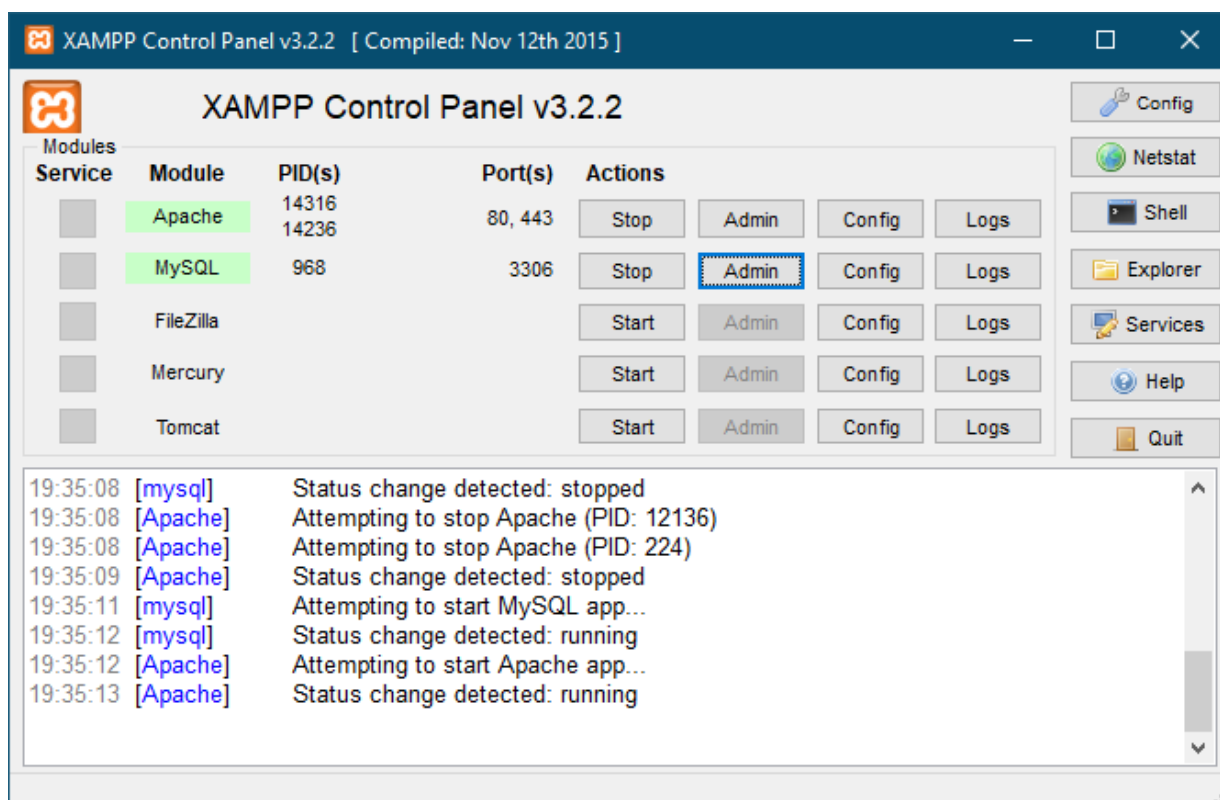 XAMPP Control Panel v3.2.2 [ Compiled: Nov 12th 2015 ]
XAMPP Control Panel v3.2.2
Config
Modules
Service Module PID(s) Port(s) Actions
Netstat
Apache 14316 14236 80, 443 Stop Admin Config Logs
Shell
MySQL 968 3306 Stop Admin Config Logs
Explorer
FileZilla Start Admin Config Logs
Services
Mercury Start Admin Config Logs
Help
Tomcat Start Admin Config Logs
Quit
19:35:08 [mysql] Status change detected: stopped
19:35:08 [Apache] Attempting to stop Apache (PID: 12136)
19:35:08 [Apache] Attempting to stop Apache (PID: 224)
19:35:09 [Apache] Status change detected: stopped
19:35:11 [mysql] Attempting to start MySQL app...
19:35:12 [mysql] Status change detected: running
19:35:12 [Apache] Attempting to start Apache app...
19:35:13 [Apache] Status change detected: running